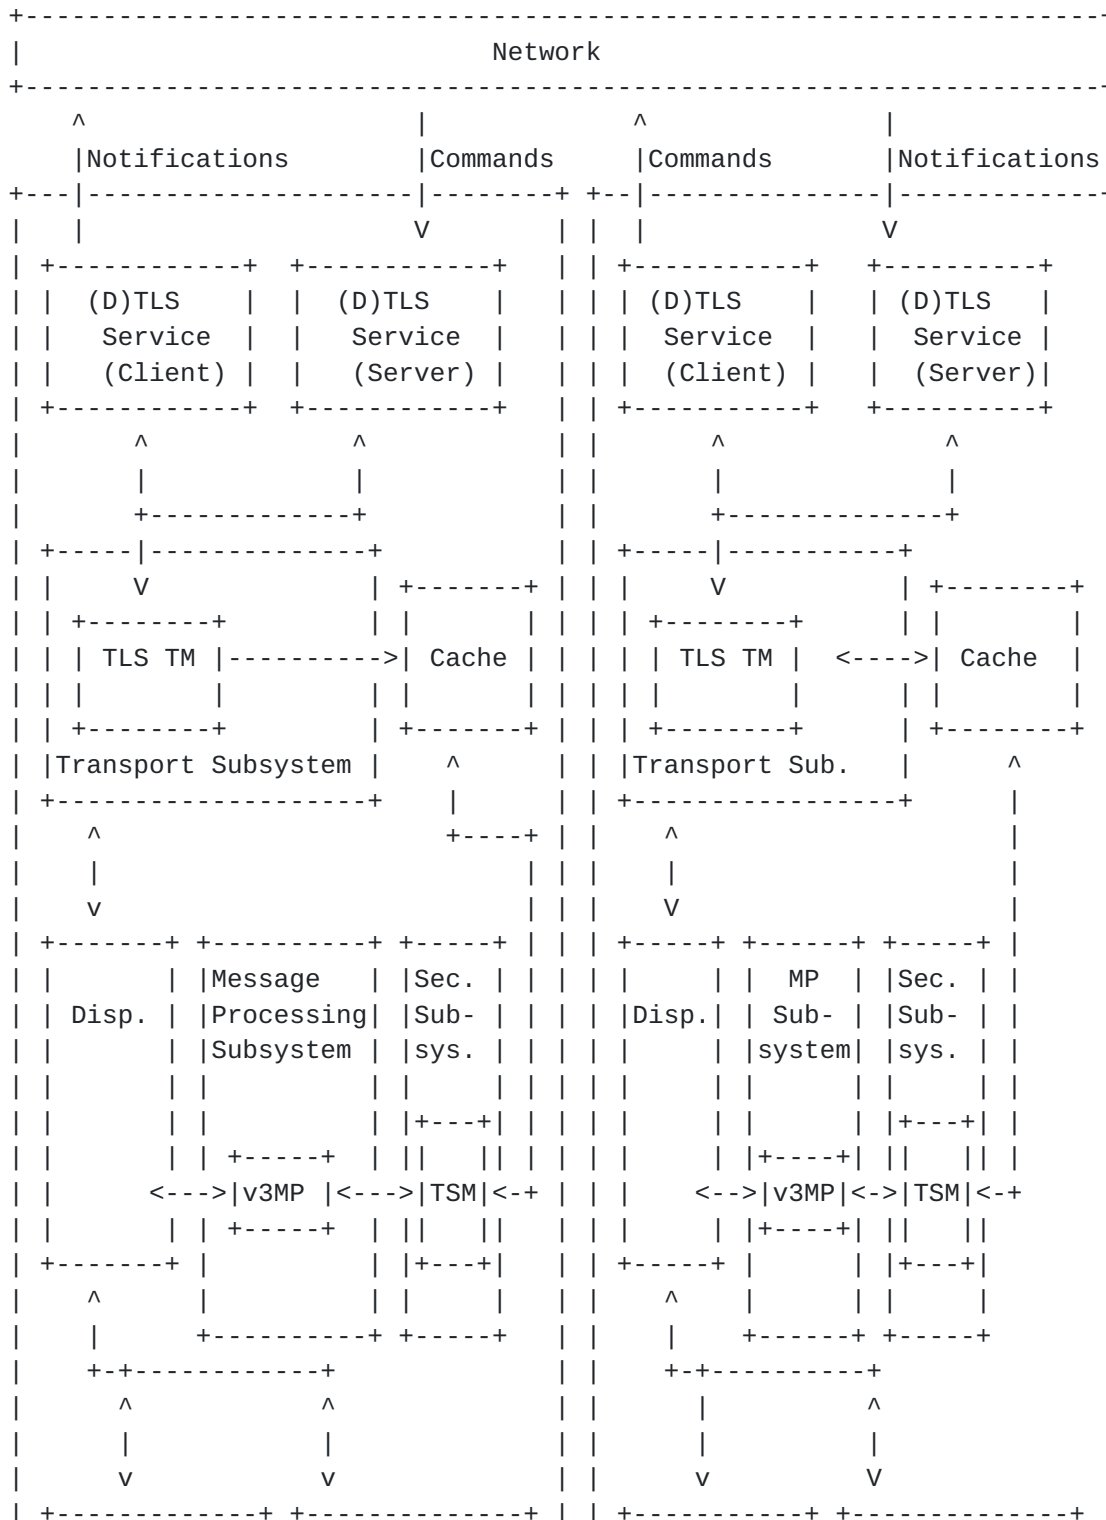 +---------------------------------------------------------------------+
|                              Network                                |
+---------------------------------------------------------------------+
    ^                     |             ^               |
    |Notifications        |Commands     |Commands       |Notifications
+---|---------------------|--------+ +--|---------------|-------------+
|   |                     V        | |  |               V
| +------------+  +------------+   | | +-----------+   +----------+
| |  (D)TLS    |  |  (D)TLS    |   | | | (D)TLS    |   | (D)TLS   |
| |   Service  |  |   Service  |   | | |  Service  |   |  Service |
| |   (Client) |  |   (Server) |   | | |  (Client) |   |  (Server)|
| +------------+  +------------+   | | +-----------+   +----------+
|       ^             ^            | |       ^              ^
|       |             |            | |       |              |
|       +-------------+            | |       +--------------+
| +-----|--------------+           | | +-----|-----------+
| |     V              | +-------+ | | |     V           | +--------+
| | +--------+         | |       | | | | +--------+      | |        |
| | | TLS TM |---------->| Cache | | | | | TLS TM |  <---->| Cache  |
| | |        |         | |       | | | | |        |      | |        |
| | +--------+         | +-------+ | | | +--------+      | +--------+
| |Transport Subsystem |    ^      | | |Transport Sub.   |      ^
| +--------------------+    |      | | +-----------------+      |
|    ^                      +----+ | |    ^                     |
|    |                           | | |    |                     |
|    v                           | | |    V                     |
| +-------+ +----------+ +-----+ | | | +-----+ +------+ +-----+ |
| |       | |Message   | |Sec. | | | | |     | |  MP  | |Sec. | |
| | Disp. | |Processing| |Sub- | | | | |Disp.| | Sub- | |Sub- | |
| |       | |Subsystem | |sys. | | | | |     | |system| |sys. | |
| |       | |          | |     | | | | |     | |      | |     | |
| |       | |          | |+---+| | | | |     | |      | |+---+| |
| |       | | +-----+  | ||   || | | | |     | |+----+| ||   || |
| |      <--->|v3MP |<--->|TSM|<-+ | | |    <-->|v3MP|<->|TSM|<-+
| |       | | +-----+  | ||   ||   | | |     | |+----+| ||   ||
| +-------+ |          | |+---+|   | | +-----+ |      | |+---+|
|    ^      |          | |     |   | |    ^    |      | |     |
|    |      +----------+ +-----+   | |    |    +------+ +-----+
|    +-+------------+              | |    +-+----------+
|      ^            ^              | |      |          ^
|      |            |              | |      |          |
|      v            v              | |      v          V
| +-------------+ +--------------+ | | +-----------+ +--------------+